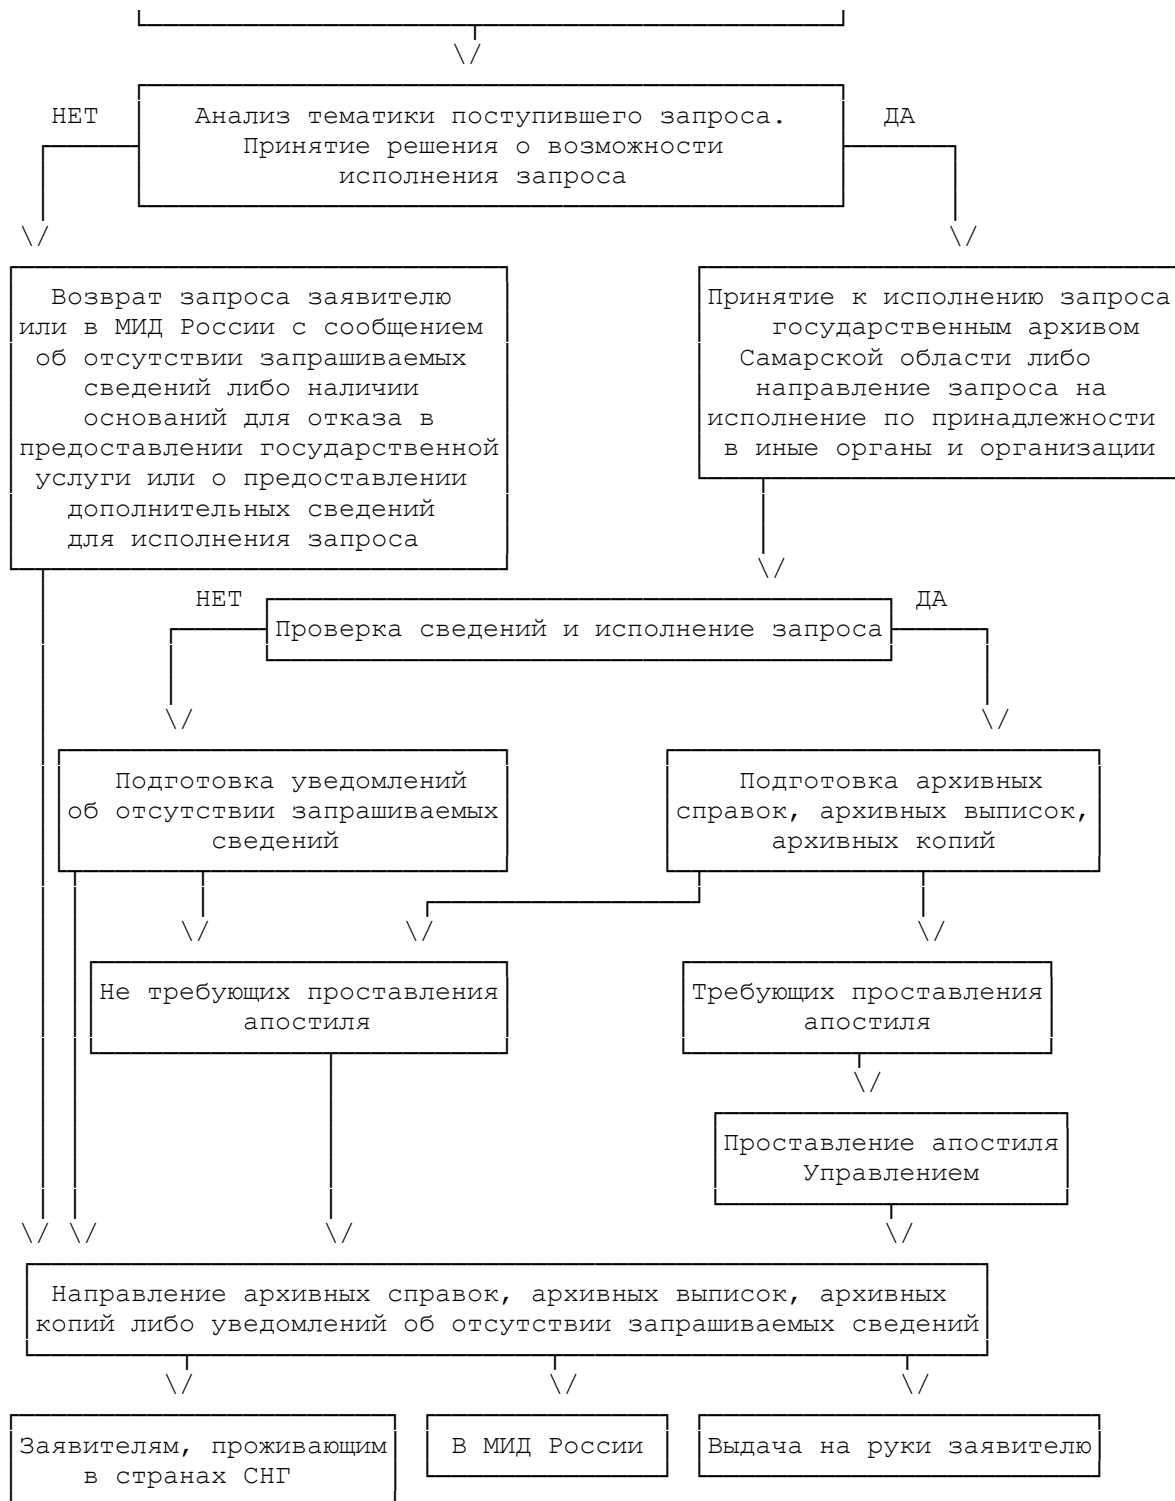 НЕТ
Анализ тематики поступившего запроса.
ДА
Принятие решения о возможности
исполнения запроса
Возврат запроса заявителю
или в МИД России с сообщением
об отсутствии запрашиваемых
сведений либо наличии
оснований для отказа в
предоставлении государственной
услуги или о предоставлении
дополнительных сведений
для исполнения запроса
Принятие к исполнению запроса
государственным архивом
Самарской области либо
направление запроса на
исполнение по принадлежности
в иные органы и организации
НЕТ
ДА
Проверка сведений и исполнение запроса
Подготовка уведомлений
об отсутствии запрашиваемых
сведений
Подготовка архивных
справок, архивных выписок,
архивных копий
Не требующих проставления
апостиля
Требующих проставления
апостиля
Проставление апостиля
Управлением
Направление архивных справок, архивных выписок, архивных
копий либо уведомлений об отсутствии запрашиваемых сведений
Заявителям, проживающим
в странах СНГ
В МИД России
Выдача на руки заявителю